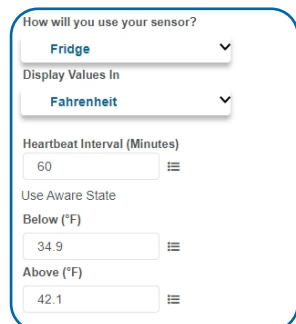 How will you use your sensor?
Fridge
Display Values In
Fahrenheit
Heartbeat Interval (Minutes)
60
Use Aware State
Below (°F)
34.9
Above (°F)
42.1